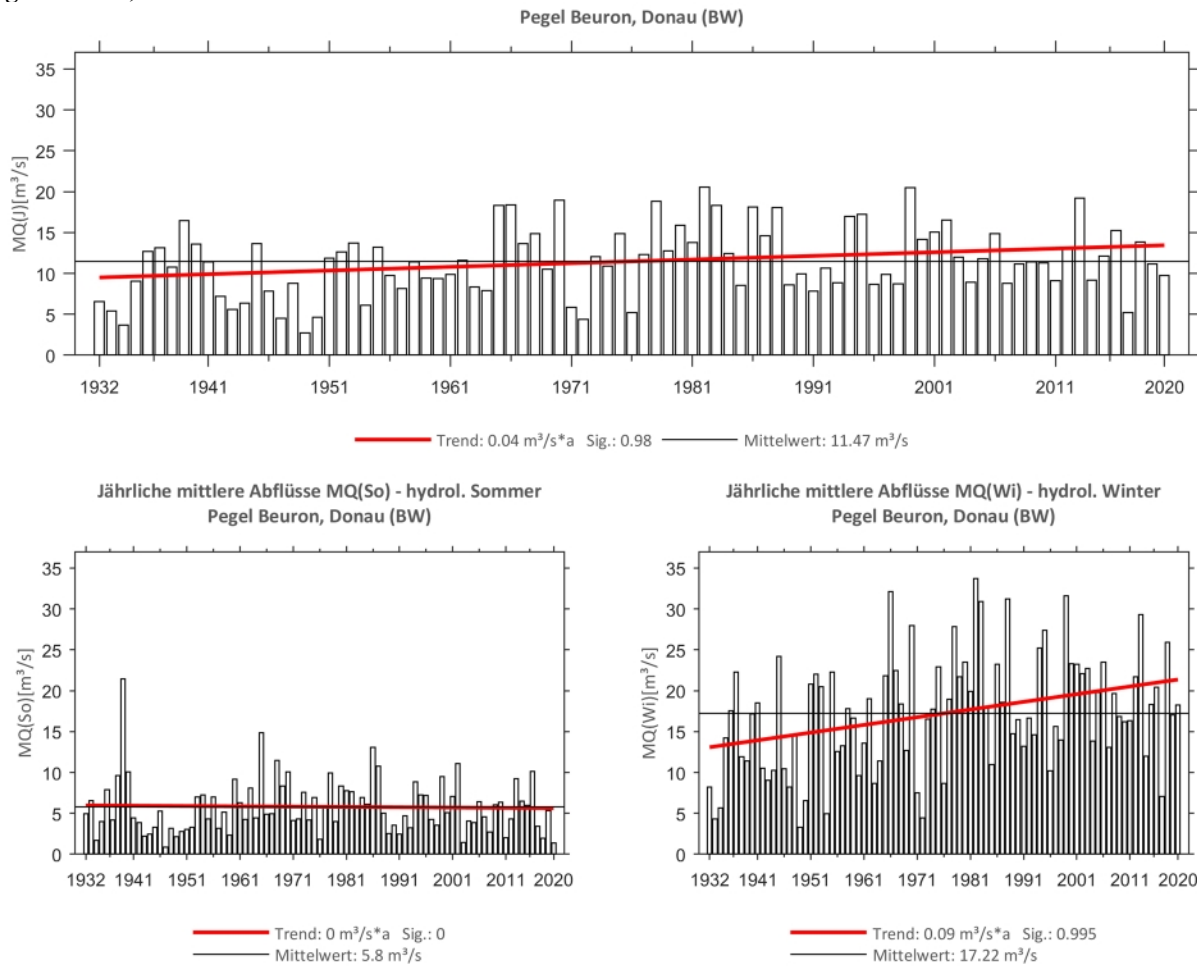 Pegel Beuron, Donau (BW)
MQ(J)[m³/s]
35
30
25
20
15
10
5
0
1932 1941 1951 1961 1971 1981 1991 2001 2011 2020
Trend: 0.04 m³/s*a Sig.: 0.98 Mittelwert: 11.47 m³/s
Jährliche mittlere Abflüsse MQ(So) - hydrol. Sommer
Pegel Beuron, Donau (BW)
MQ(So)[m³/s]
35
30
25
20
15
10
5
0
1932 1941 1951 1961 1971 1981 1991 2001 2011 2020
Trend: 0 m³/s*a Sig.: 0
Mittelwert: 5.8 m³/s
Jährliche mittlere Abflüsse MQ(Wi) - hydrol. Winter
Pegel Beuron, Donau (BW)
MQ(Wi)[m³/s]
35
30
25
20
15
10
5
0
1932 1941 1951 1961 1971 1981 1991 2001 2011 2020
Trend: 0.09 m³/s*a Sig.: 0.995
Mittelwert: 17.22 m³/s